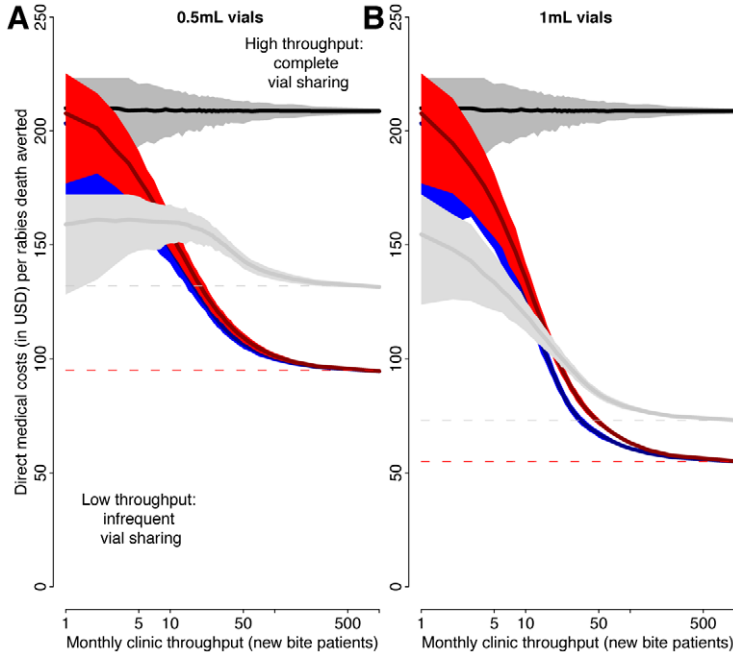 A
0.5mL vials
High throughput:
complete
vial sharing
Low throughput:
infrequent
vial sharing
Direct medical costs (in USD) per rabies death averted
0
50
100
150
200
250
1
5
10
50
500
Monthly clinic throughput (new bite patients)
B
1mL vials
0
50
100
150
200
250
1
5
10
50
500
Monthly clinic throughput (new bite patients)